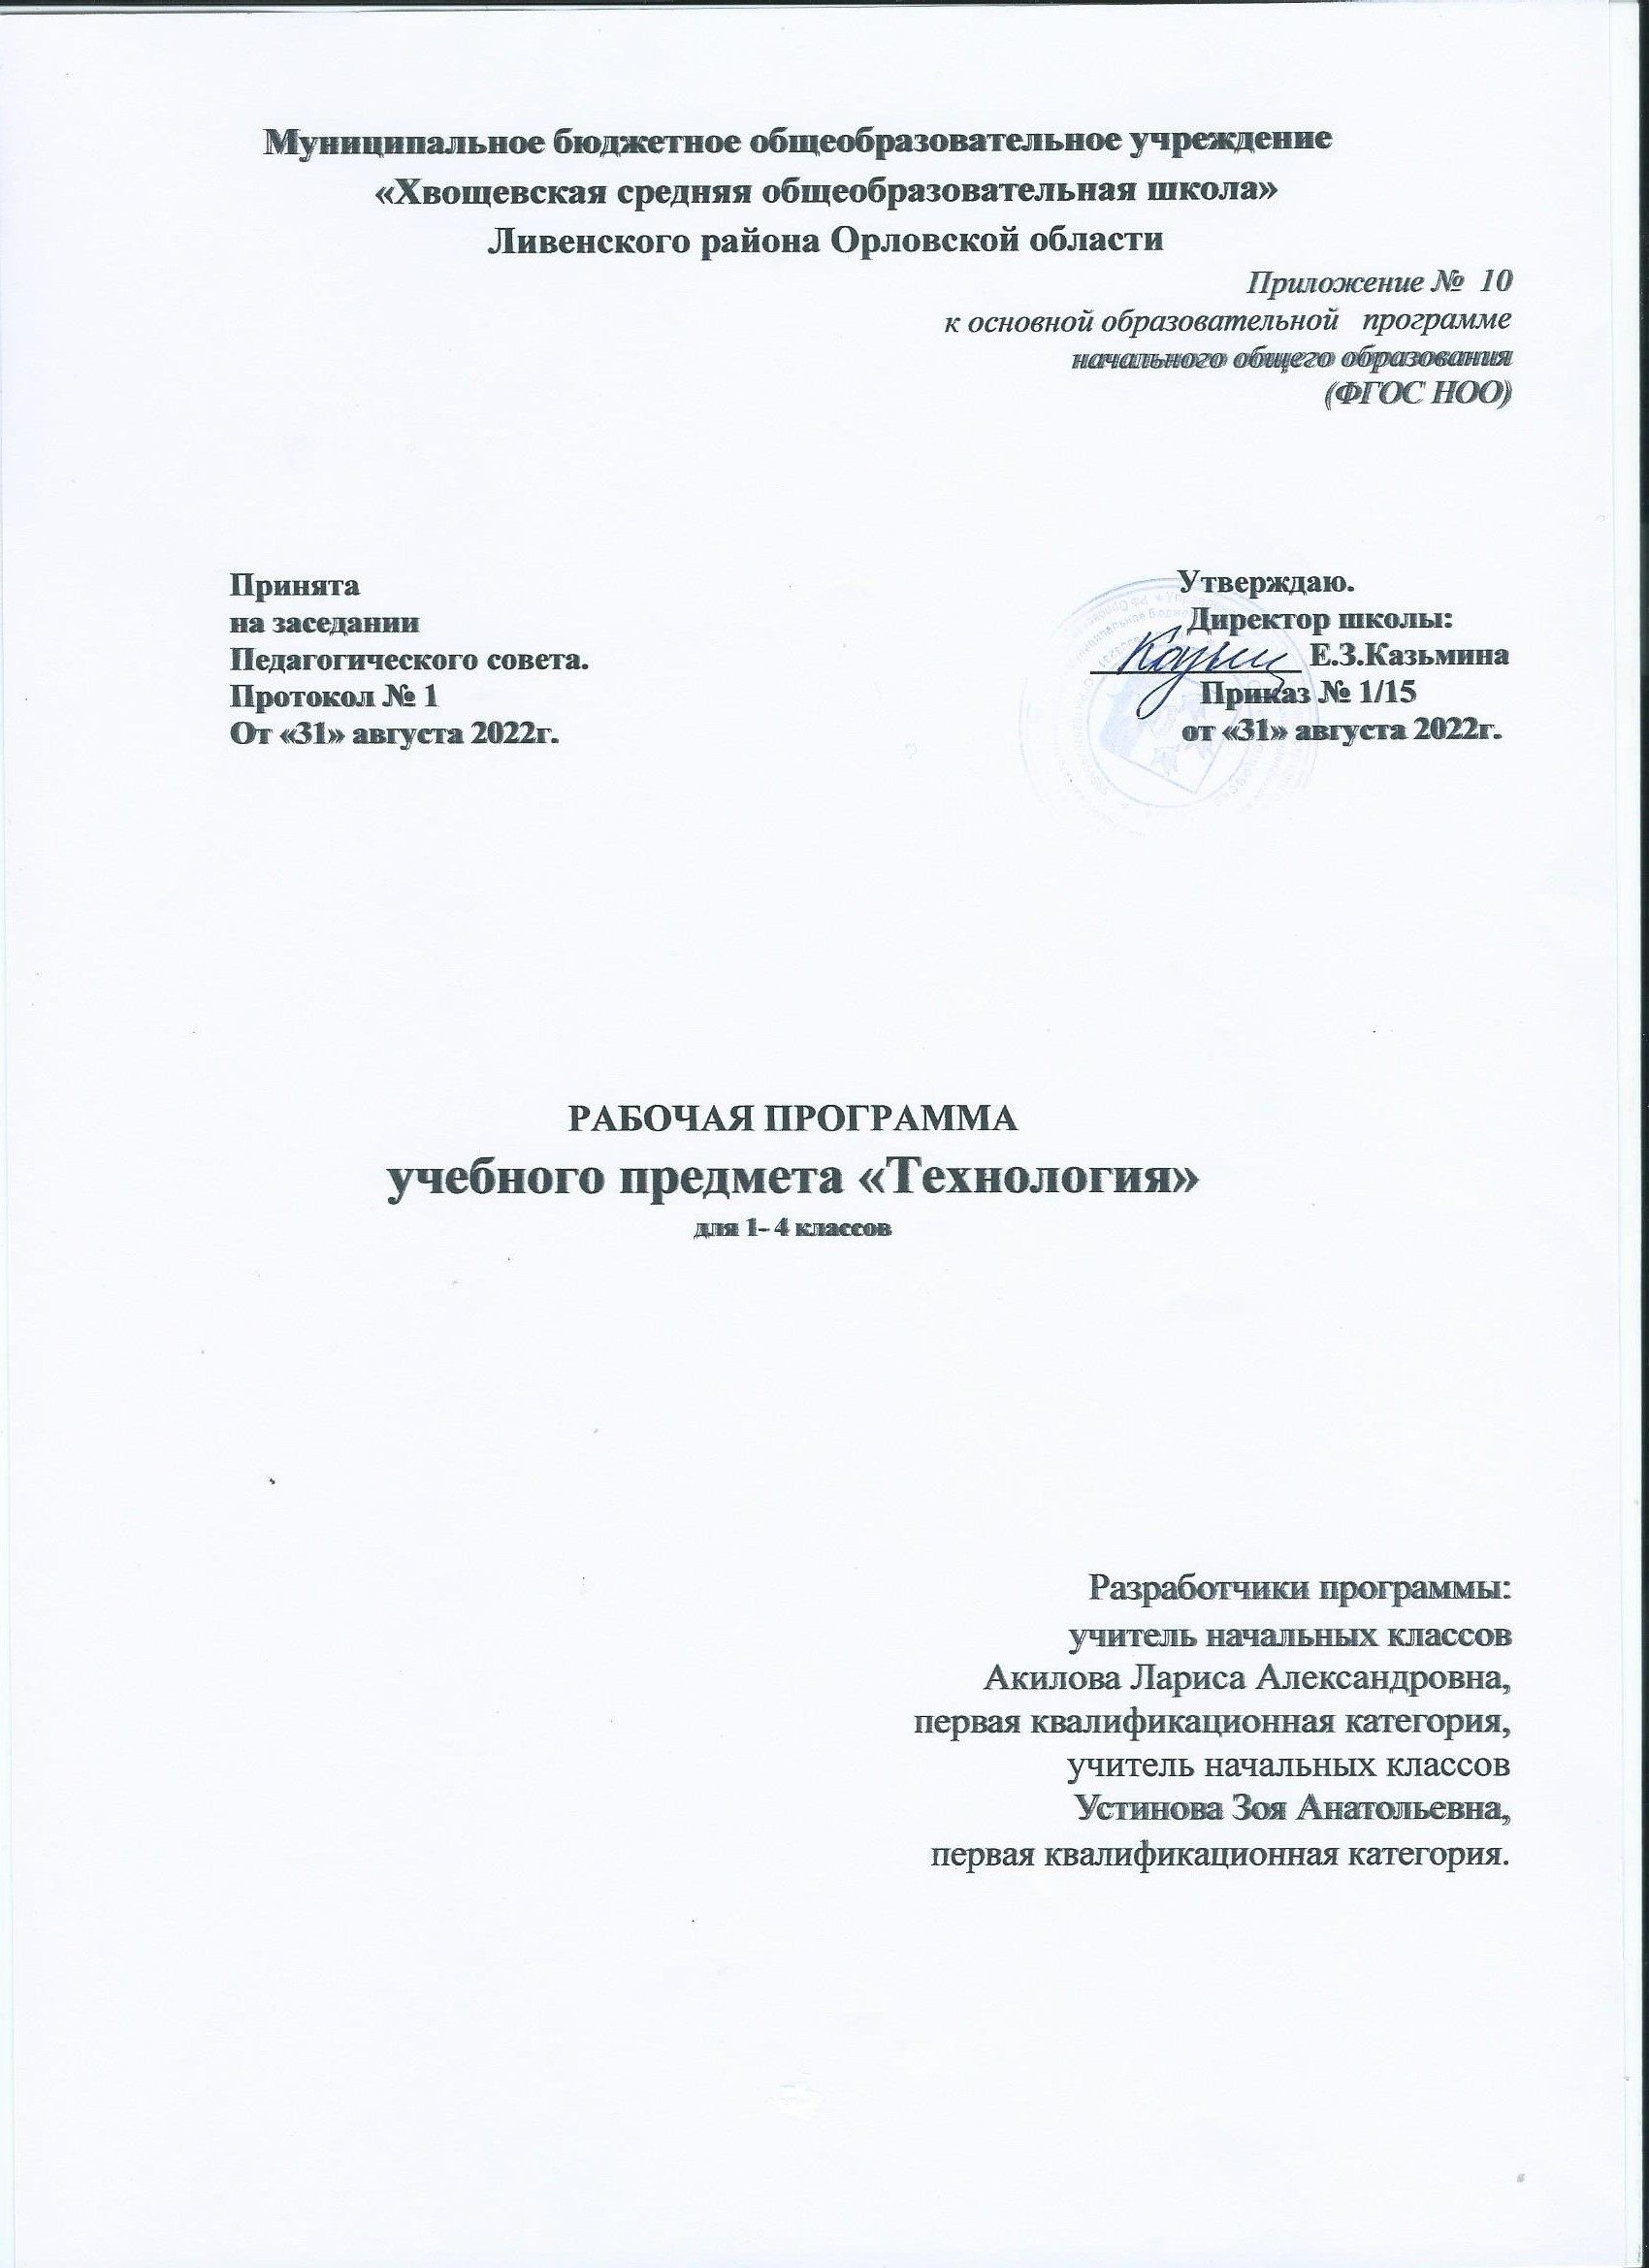 Муниципальное бюджетное общеобразовательное учреждение
«Хвощевская средняя общеобразовательная школа»
Ливенского района Орловской области
Приложение № 10
к основной образовательной программе
начального общего образования
(ФГОС НОО)
Принята
на заседании
Педагогического совета.
Протокол № 1
От «31» августа 2022г.
Утверждаю.
Директор школы:
Е.З.Казьмина
Приказ № 1/15
от «31» августа 2022г.
РАБОЧАЯ ПРОГРАММА
учебного предмета «Технология»
для 1- 4 классов
Разработчики программы:
учитель начальных классов
Акилова Лариса Александровна,
первая квалификационная категория,
учитель начальных классов
Устинова Зоя Анатольевна,
первая квалификационная категория.